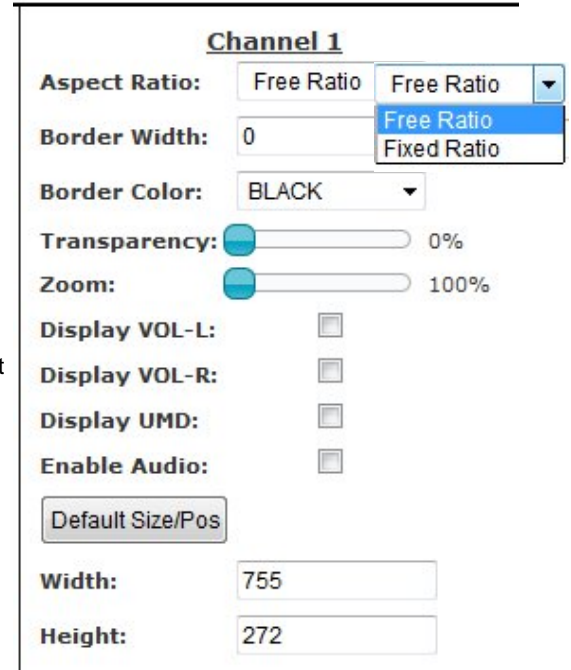 Channel 1
Aspect Ratio: Free Ratio Free Ratio
Free Ratio
Border Width: 0
Fixed Ratio
Border Color: BLACK
Transparency: 0%
Zoom: 100%
Display VOL-L:
t
Display VOL-R:
Display UMD:
Enable Audio:
Default Size/Pos
Width: 755
Height: 272